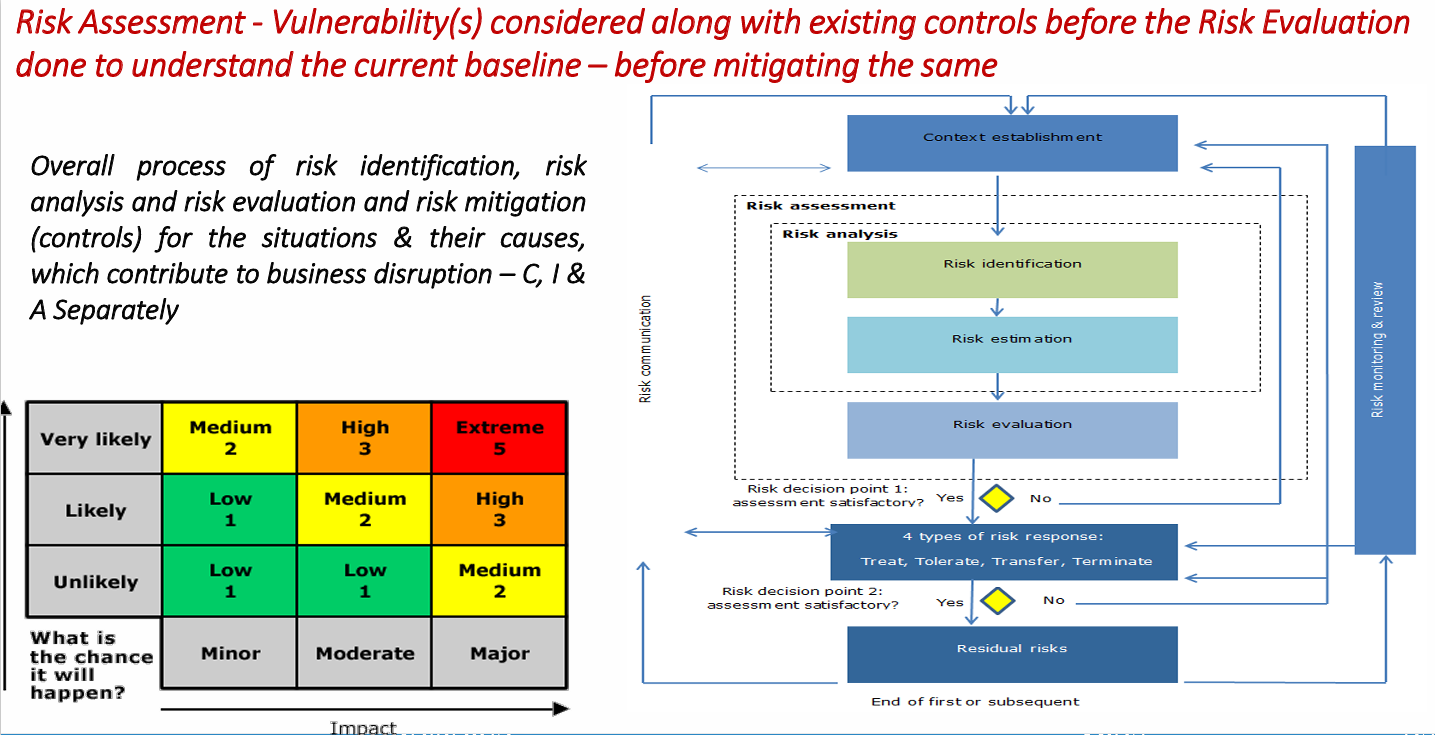 Risk Assessment - Vulnerability(s) considered along with existing controls before the Risk Evaluation
done to understand the current baseline – before mitigating the same
Overall process of risk identification, risk
analysis and risk evaluation and risk mitigation
(controls) for the situations & their causes,
which contribute to business disruption – C, I &
A Separately
Very likely
Medium
2
High
3
Extreme
5
Likely
Low
1
Medium
2
High
3
Unlikely
Low
1
Low
1
Medium
2
What is
the chance
it will
happen?
Minor
Moderate
Major
Impact
Context establishment
Risk assessment
Risk analysis
Risk identification
Risk estimation
Risk evaluation
Risk communication
Risk monitoring & review
Risk decision point 1:
assessment satisfactory?
Yes
No
4 types of risk response:
Treat, Tolerate, Transfer, Terminate
Risk decision point 2:
assessment satisfactory?
Yes
No
Residual risks
End of first or subsequent